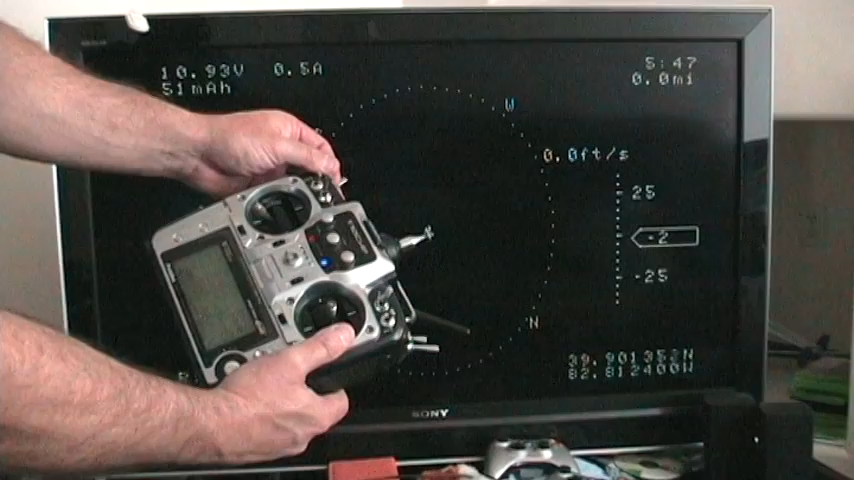 10.93V 0.5A
51mAh
5:47
0.0mi
W
0.0ft/s
25
-2
-25
N
39.901352N
82.812400W
SONY